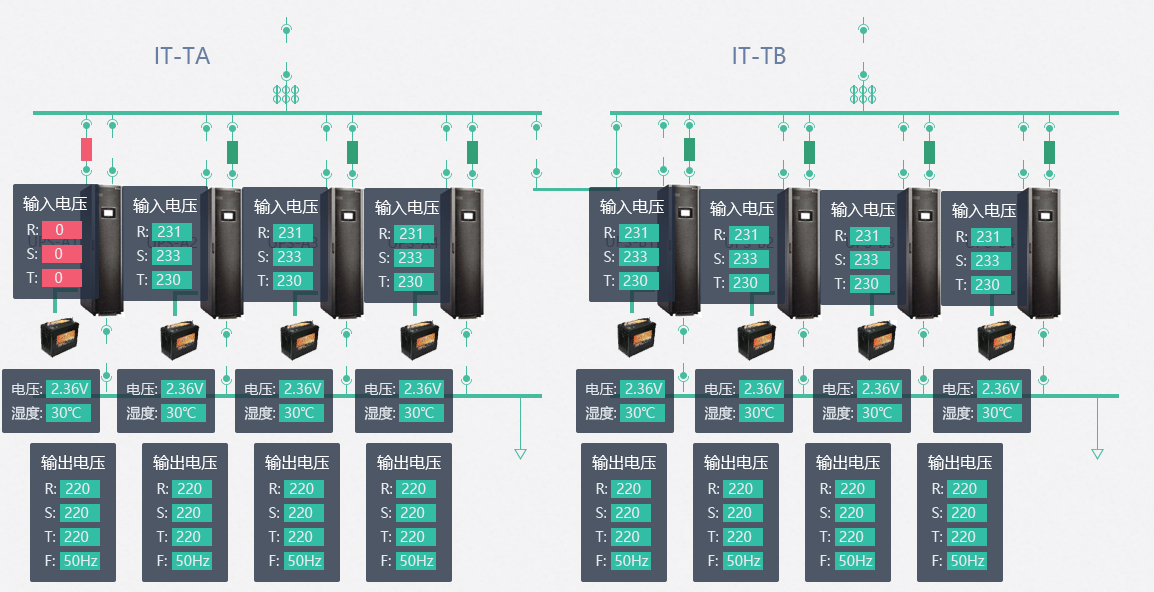 IT-TA
IT-TB
输入电压
R: 0
S: 0
T: 0
输入电压
R: 231
S: 233
T: 230
输入电压
R: 231
S: 233
T: 230
输入电压
R: 231
S: 233
T: 230
输入电压
R: 231
S: 233
T: 230
输入电压
R: 231
S: 233
T: 230
输入电压
R: 231
S: 233
T: 230
输入电压
R: 231
S: 233
T: 230
电压: 2.36V
湿度: 30℃
电压: 2.36V
湿度: 30℃
电压: 2.36V
湿度: 30℃
电压: 2.36V
湿度: 30℃
电压: 2.36V
湿度: 30℃
电压: 2.36V
湿度: 30℃
电压: 2.36V
湿度: 30℃
电压: 2.36V
湿度: 30℃
输出电压
R: 220
S: 220
T: 220
F: 50Hz
输出电压
R: 220
S: 220
T: 220
F: 50Hz
输出电压
R: 220
S: 220
T: 220
F: 50Hz
输出电压
R: 220
S: 220
T: 220
F: 50Hz
输出电压
R: 220
S: 220
T: 220
F: 50Hz
输出电压
R: 220
S: 220
T: 220
F: 50Hz
输出电压
R: 220
S: 220
T: 220
F: 50Hz
输出电压
R: 220
S: 220
T: 220
F: 50Hz